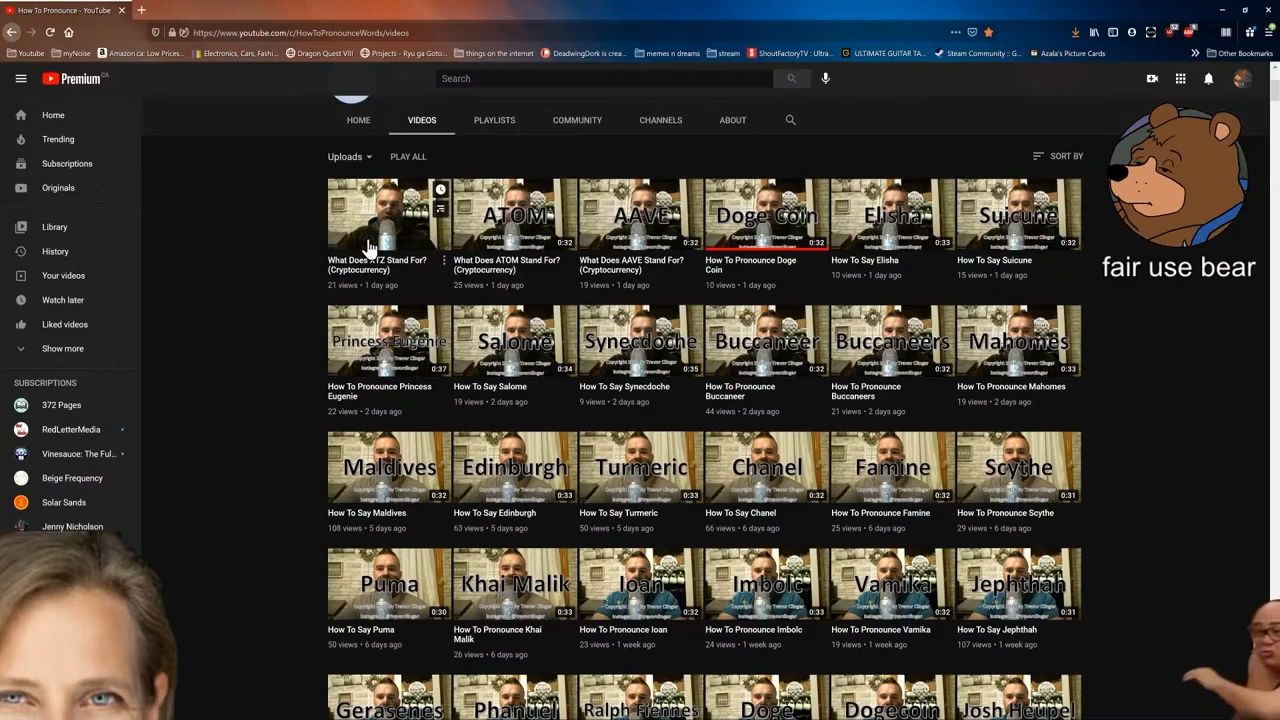 How To Pronounce - YouTube
https://www.youtube.com/c/HowToPronounceWords/videos
Youtube
myNoise
Amazon.ca: Low Prices...
Electronics, Cars, Fashi...
Dragon Quest VIII
Projects - Ryu ga Goto...
things on the internet
DeadwingDork is crea...
memes n dreams
stream
ShoutFactoryTV : Ultra...
ULTIMATE GUITAR TA...
Steam Community :: G...
Azala's Picture Cards
Other Bookmarks
Premium CA
Search
HOME
VIDEOS
PLAYLISTS
COMMUNITY
CHANNELS
ABOUT
Home
Trending
Subscriptions
Originals
Library
History
Your videos
Watch later
Liked videos
Show more
SUBSCRIPTIONS
372 Pages
RedLetterMedia
Vinesauce: The Ful...
Beige Frequency
Solar Sands
Jenny Nicholson
Uploads
PLAY ALL
SORT BY
ATOM
0:32
AAVE
0:32
Doge Coin
0:32
Elisha
0:33
Suicune
0:32
What Does XTZ Stand For?
(Cryptocurrency)
21 views • 1 day ago
What Does ATOM Stand For?
(Cryptocurrency)
25 views • 1 day ago
What Does AAVE Stand For?
(Cryptocurrency)
19 views • 1 day ago
How To Pronounce Doge
Coin
10 views • 1 day ago
How To Say Elisha
10 views • 1 day ago
How To Say Suicune
15 views • 1 day ago
fair use bear
Princess Eugenie
0:37
Salome
0:34
Synecdoche
0:35
Buccaneer
0:32
Buccaneers
0:32
Mahomes
0:33
How To Pronounce Princess
Eugenie
22 views • 2 days ago
How To Say Salome
19 views • 2 days ago
How To Say Synecdoche
9 views • 2 days ago
How To Pronounce
Buccaneer
44 views • 2 days ago
How To Pronounce
Buccaneers
21 views • 2 days ago
How To Pronounce Mahomes
19 views • 2 days ago
Maldives
0:32
Edinburgh
0:33
Turmeric
0:33
Chanel
0:32
Famine
0:33
Scythe
0:31
How To Say Maldives
108 views • 5 days ago
How To Say Edinburgh
63 views • 5 days ago
How To Say Turmeric
50 views • 5 days ago
How To Say Chanel
66 views • 6 days ago
How To Pronounce Famine
25 views • 6 days ago
How To Pronounce Scythe
29 views • 6 days ago
Puma
0:30
Khai Malik
0:33
Ioan
0:32
Imbolc
0:33
Vamika
0:32
Jephthah
0:31
How To Say Puma
50 views • 6 days ago
How To Pronounce Khai
Malik
26 views • 6 days ago
How To Pronounce Ioan
23 views • 1 week ago
How To Pronounce Imbolc
24 views • 1 week ago
How To Pronounce Vamika
19 views • 1 week ago
How To Say Jephthah
107 views • 1 week ago
Gerasenes
Phanuel
Ralph Fiennes
Doge
Dogecoin
Josh Heupel